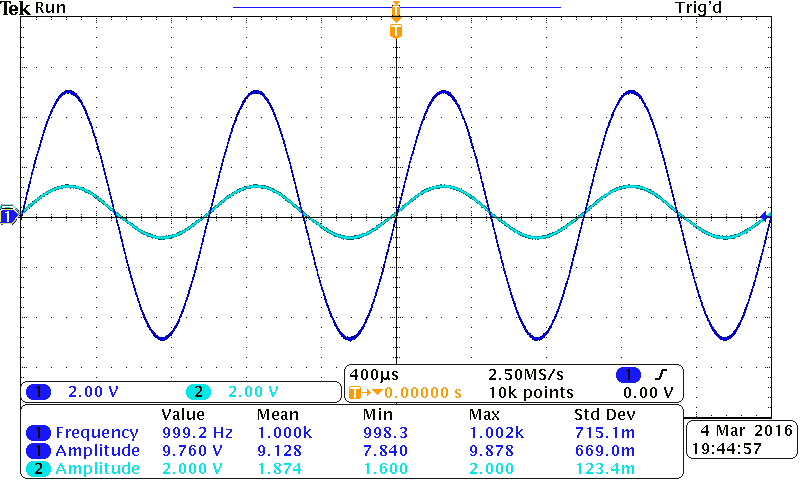 Tek Run Trig'd
T
T
1
400µs 2.50MS/s 1 0.00 V
T 0.00000 s 10k points
1 2.00 V 2 2.00 V
Value Mean Min Max Std Dev
1 Frequency 999.2 Hz 1.000k 998.3 1.002k 715.1m
1 Amplitude 9.760 V 9.128 7.840 9.878 669.0m
2 Amplitude 2.000 V 1.874 1.600 2.000 123.4m
4 Mar 2016
19:44:57